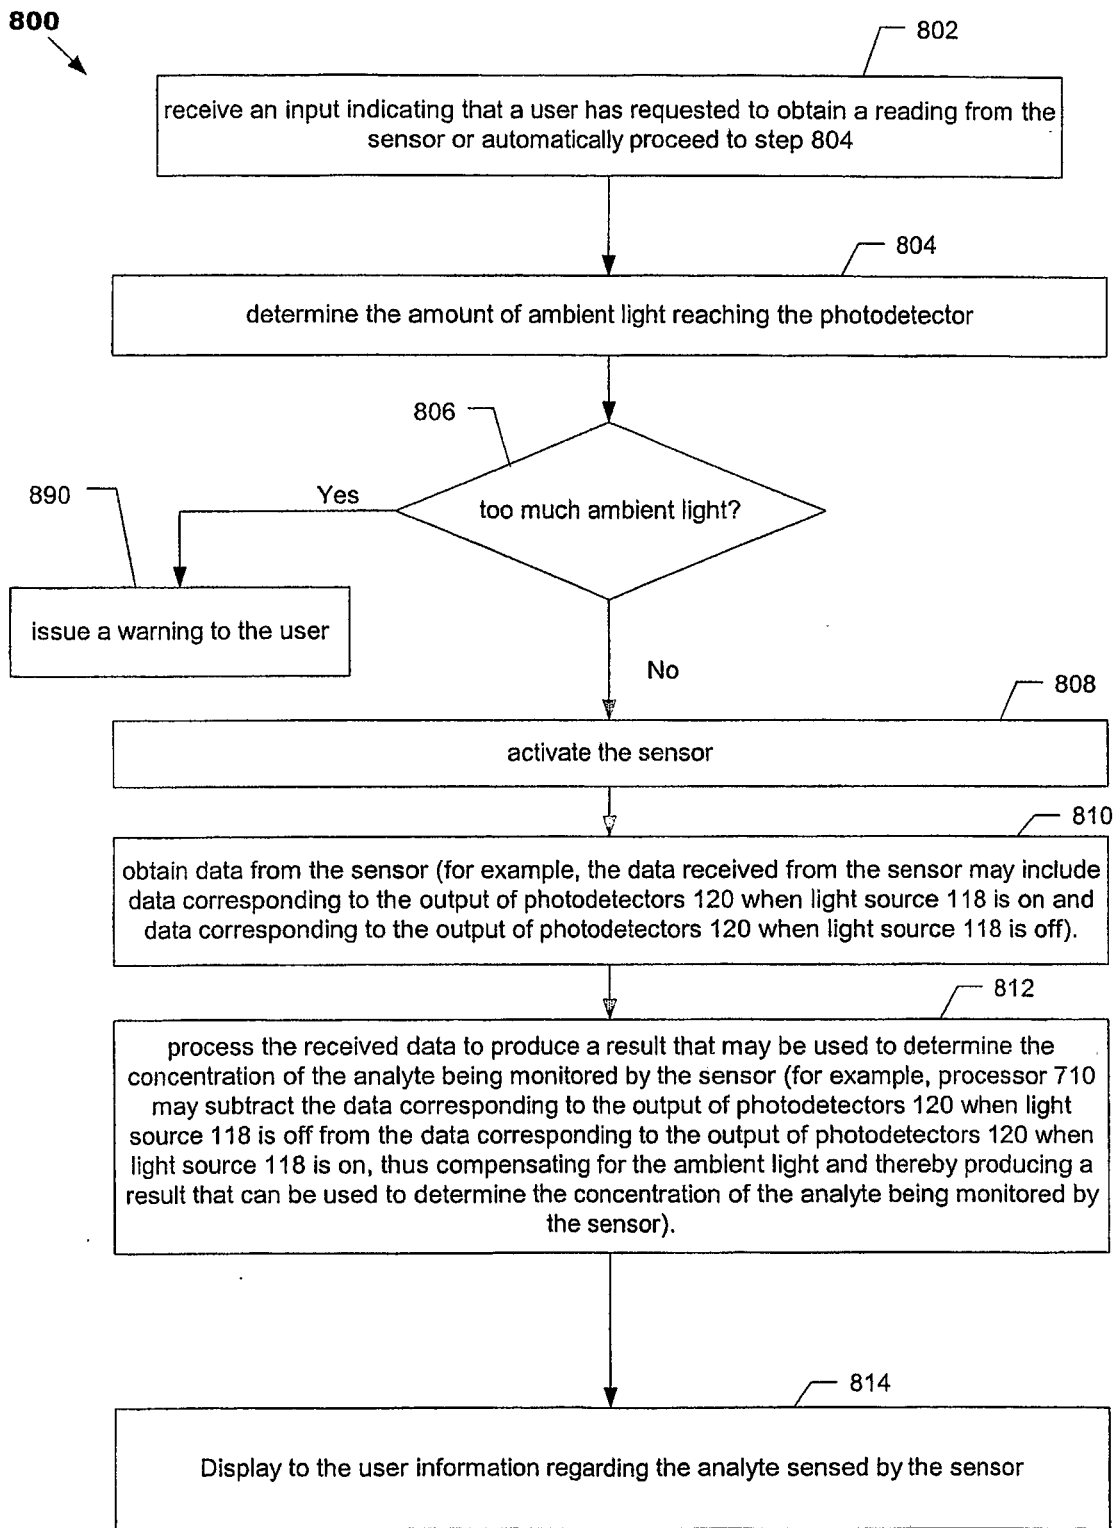 800
802
receive an input indicating that a user has requested to obtain a reading from the
sensor or automatically proceed to step 804
804
determine the amount of ambient light reaching the photodetector
806
too much ambient light?
Yes
890
issue a warning to the user
No
808
activate the sensor
810
obtain data from the sensor (for example, the data received from the sensor may include
data corresponding to the output of photodetectors 120 when light source 118 is on and
data corresponding to the output of photodetectors 120 when light source 118 is off).
812
process the received data to produce a result that may be used to determine the
concentration of the analyte being monitored by the sensor (for example, processor 710
may subtract the data corresponding to the output of photodetectors 120 when light
source 118 is off from the data corresponding to the output of photodetectors 120 when
light source 118 is on, thus compensating for the ambient light and thereby producing a
result that can be used to determine the concentration of the analyte being monitored by
the sensor).
814
Display to the user information regarding the analyte sensed by the sensor